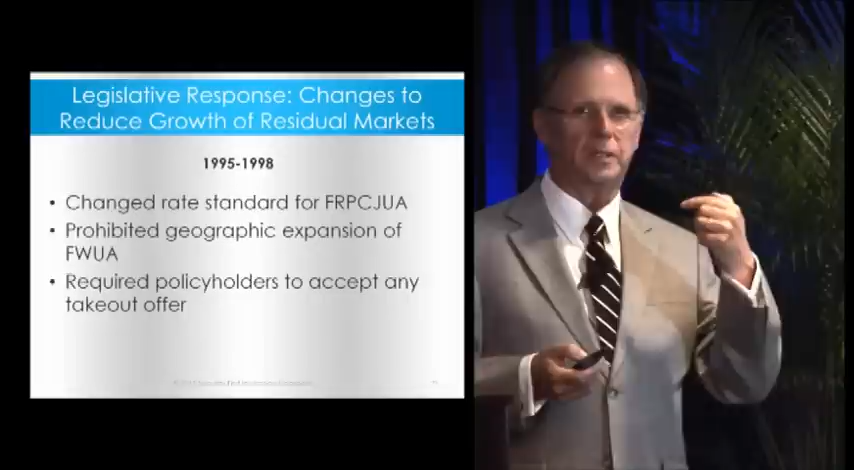 Legislative Response: Changes to
Reduce Growth of Residual Markets
1995-1998
• Changed rate standard for FRPCJUA
• Prohibited geographic expansion of
FWUA
• Required policyholders to accept any
takeout offer